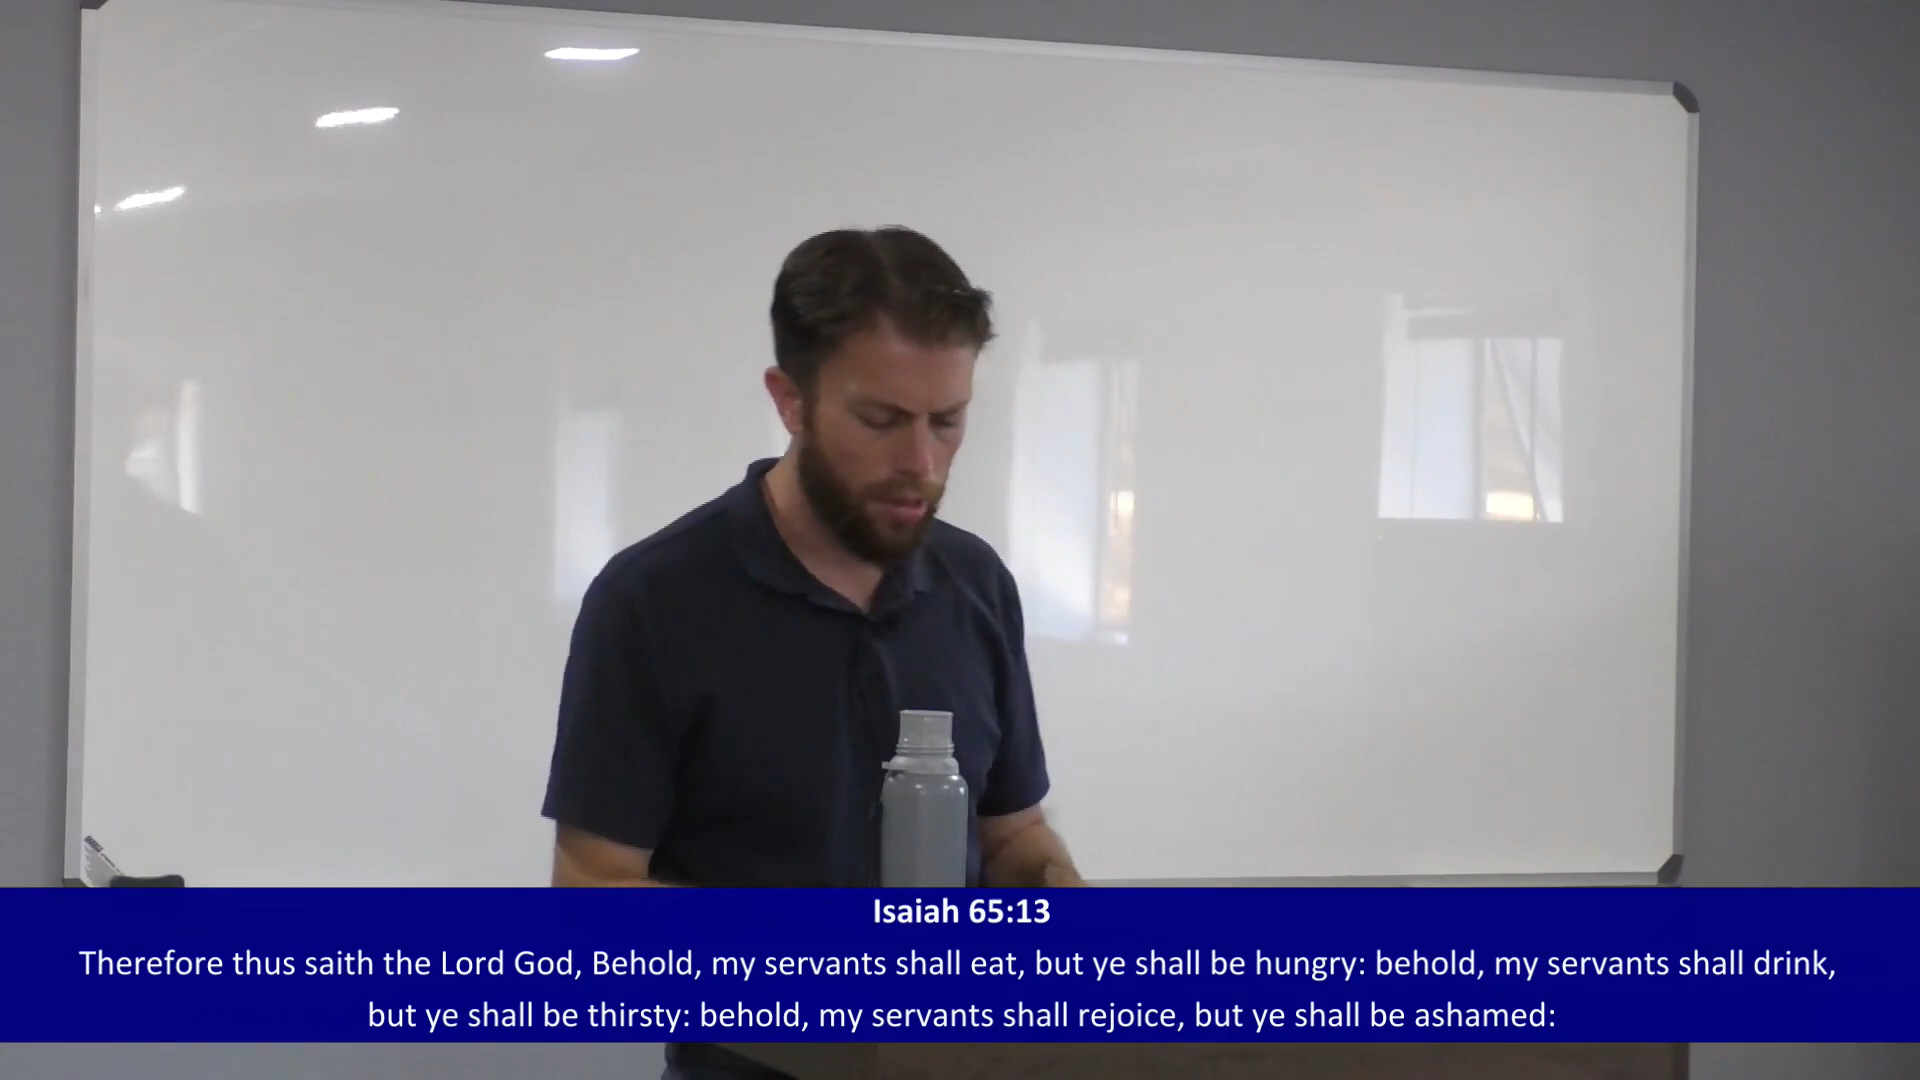 Isaiah 65:13
Therefore thus saith the Lord God, Behold, my servants shall eat, but ye shall be hungry: behold, my servants shall drink,
but ye shall be thirsty: behold, my servants shall rejoice, but ye shall be ashamed: